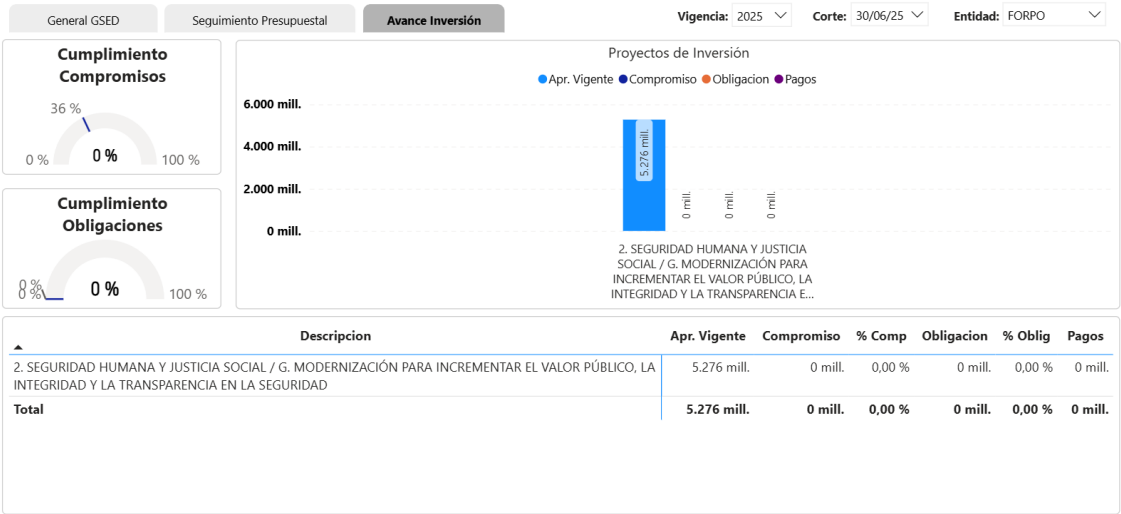 General GSED
Seguimiento Presupuestal
Avance Inversión
Vigencia: 2025
Corte: 30/06/25
Entidad: FORPO
Cumplimiento
Compromisos
36 %
0 %
0 %
100 %
Cumplimiento
Obligaciones
0 %
0 %
0 %
100 %
Proyectos de Inversión
Apr. Vigente Compromiso Obligacion Pagos
6.000 mill.
4.000 mill.
2.000 mill.
0 mill.
5.276 mill.
0 mill.
0 mill.
0 mill.
2. SEGURIDAD HUMANA Y JUSTICIA
SOCIAL / G. MODERNIZACIÓN PARA
INCREMENTAR EL VALOR PÚBLICO, LA
INTEGRIDAD Y LA TRANSPARENCIA E...
Descripcion Apr. Vigente Compromiso % Comp Obligacion % Oblig Pagos
2. SEGURIDAD HUMANA Y JUSTICIA SOCIAL / G. MODERNIZACIÓN PARA INCREMENTAR EL VALOR PÚBLICO, LA 5.276 mill. 0 mill. 0,00 % 0 mill. 0,00 % 0 mill.
INTEGRIDAD Y LA TRANSPARENCIA EN LA SEGURIDAD
Total 5.276 mill. 0 mill. 0,00 % 0 mill. 0,00 % 0 mill.